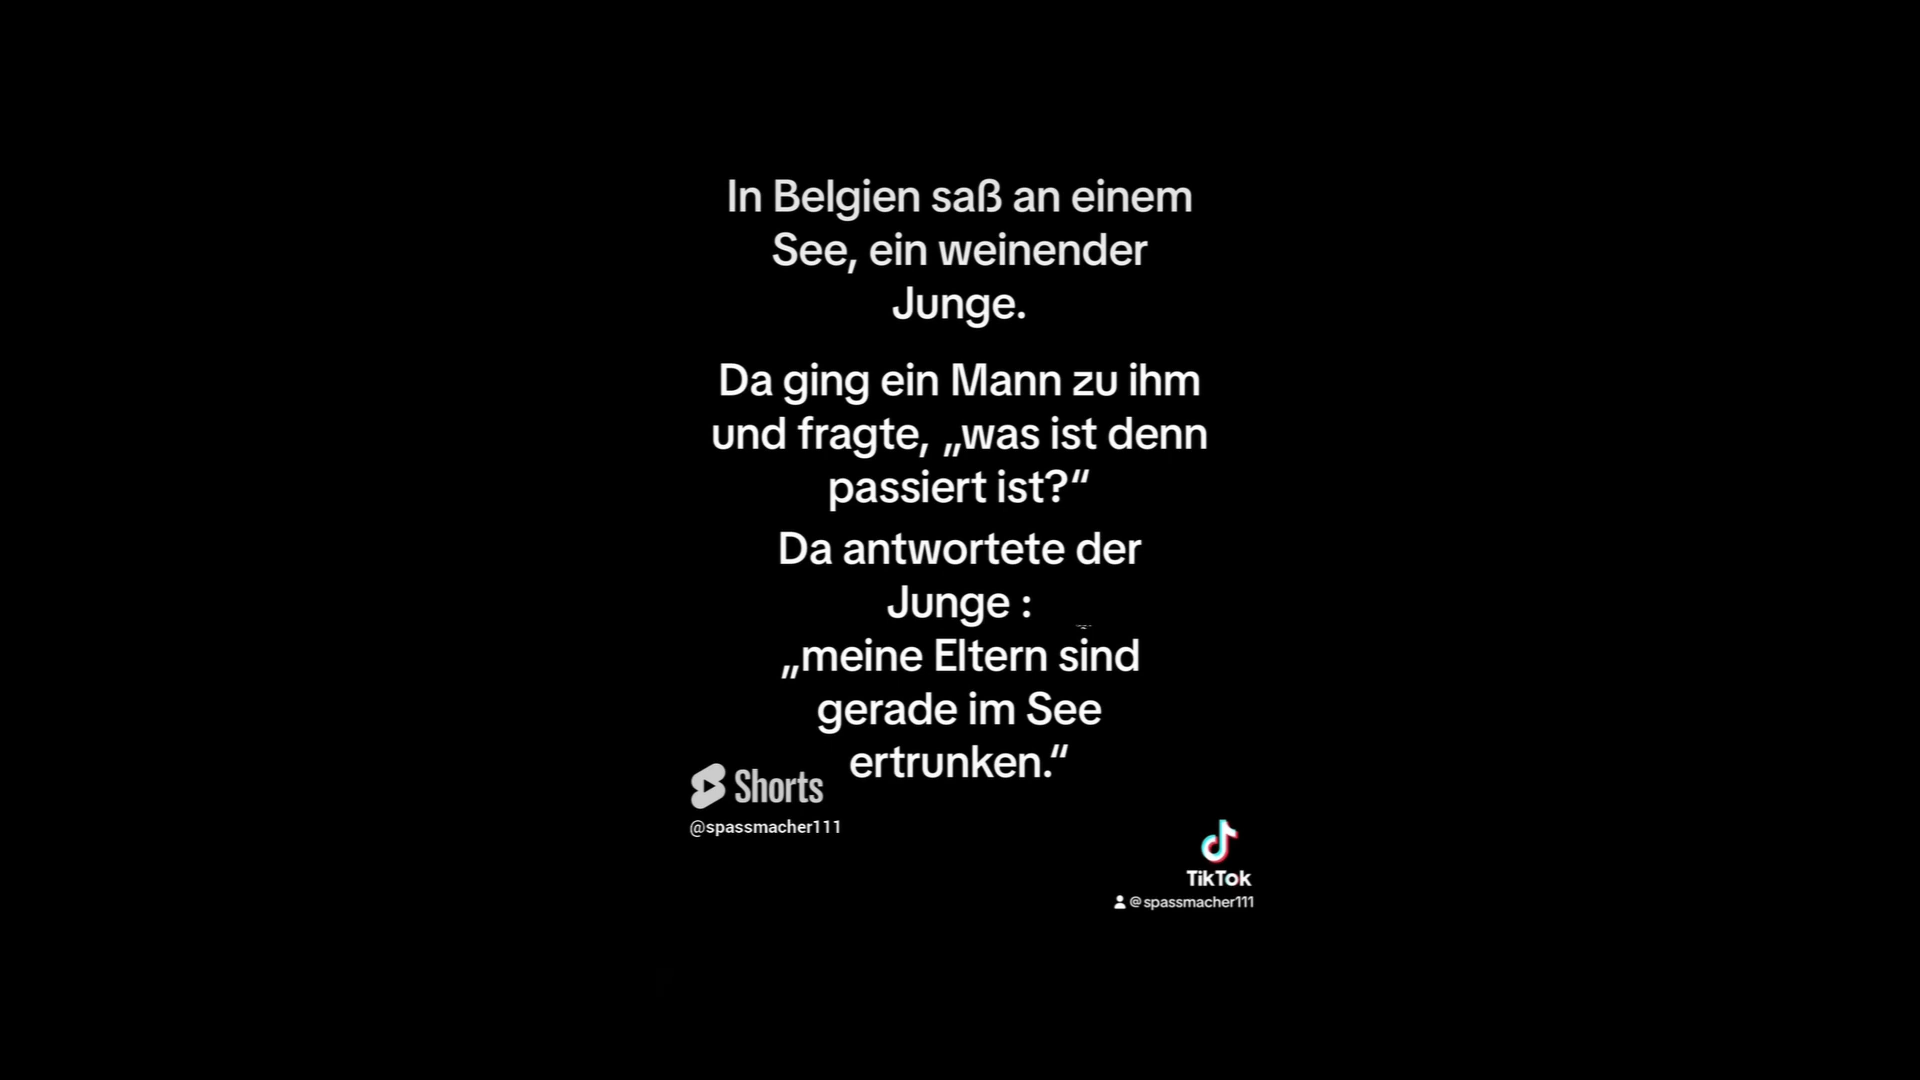 In Belgien saß an einem
See, ein weinender
Junge.
Da ging ein Mann zu ihm
und fragte, „was ist denn
passiert ist?“
Da antwortete der
Junge :
„meine Eltern sind
gerade im See
ertrunken.“
Shorts
@spassmacher111
TikTok
@spassmacher111